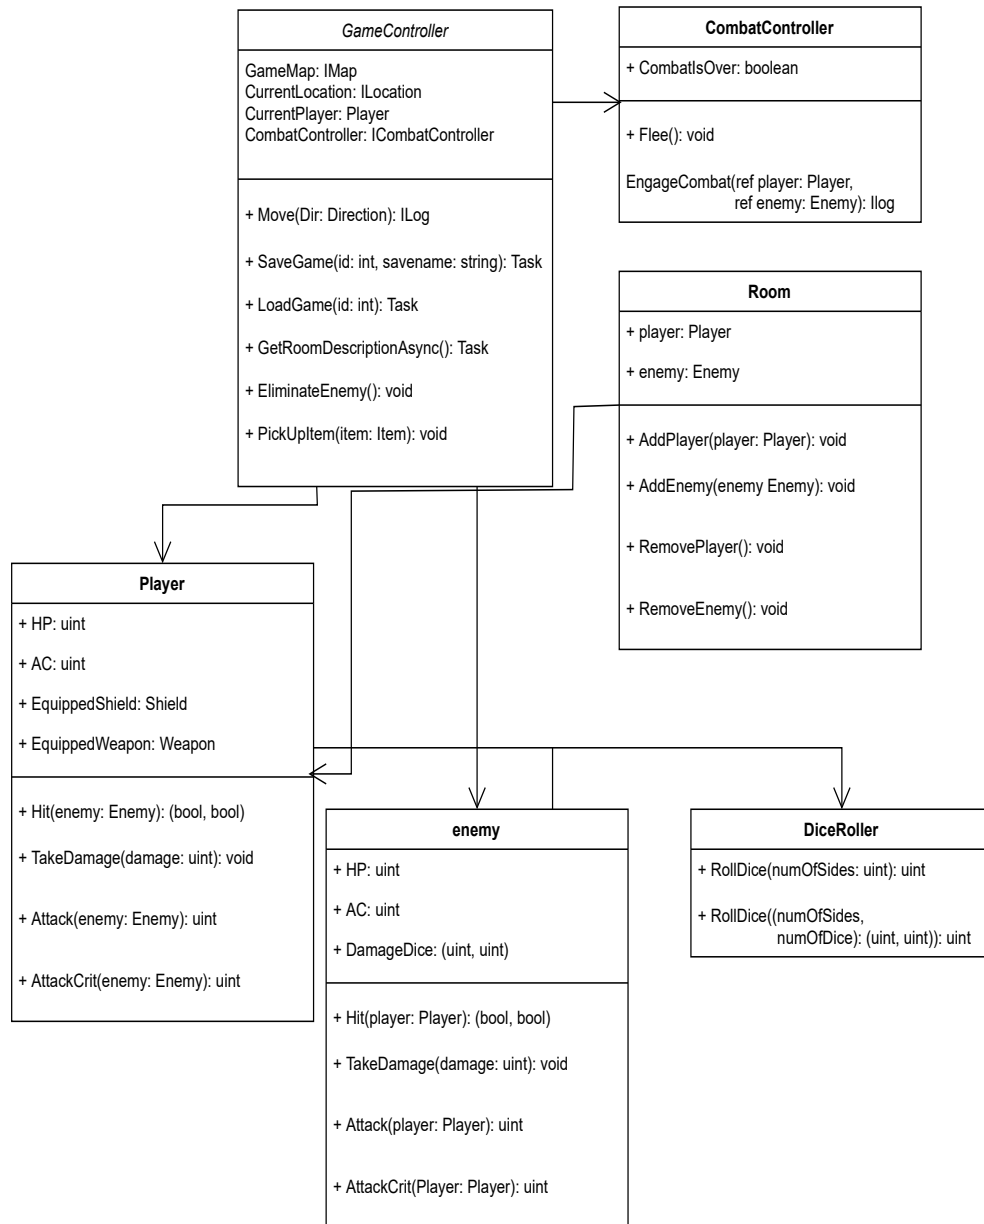 GameController
GameMap: IMap
CurrentLocation: ILocation
CurrentPlayer: Player
CombatController: ICombatController
+ Move(Dir: Direction): ILog
+ SaveGame(id: int, savename: string): Task
+ LoadGame(id: int): Task
+ GetRoomDescriptionAsync(): Task
+ EliminateEnemy(): void
+ PickUpItem(item: Item): void
CombatController
+ CombatIsOver: boolean
+ Flee(): void
EngageCombat(ref player: Player,
ref enemy: Enemy): Ilog
Room
+ player: Player
+ enemy: Enemy
+ AddPlayer(player: Player): void
+ AddEnemy(enemy Enemy): void
+ RemovePlayer(): void
+ RemoveEnemy(): void
Player
+ HP: uint
+ AC: uint
+ EquippedShield: Shield
+ EquippedWeapon: Weapon
+ Hit(enemy: Enemy): (bool, bool)
+ TakeDamage(damage: uint): void
+ Attack(enemy: Enemy): uint
+ AttackCrit(enemy: Enemy): uint
enemy
+ HP: uint
+ AC: uint
+ DamageDice: (uint, uint)
+ Hit(player: Player): (bool, bool)
+ TakeDamage(damage: uint): void
+ Attack(player: Player): uint
+ AttackCrit(Player: Player): uint
DiceRoller
+ RollDice(numOfSides: uint): uint
+ RollDice((numOfSides,
numOfDice): (uint, uint)): uint